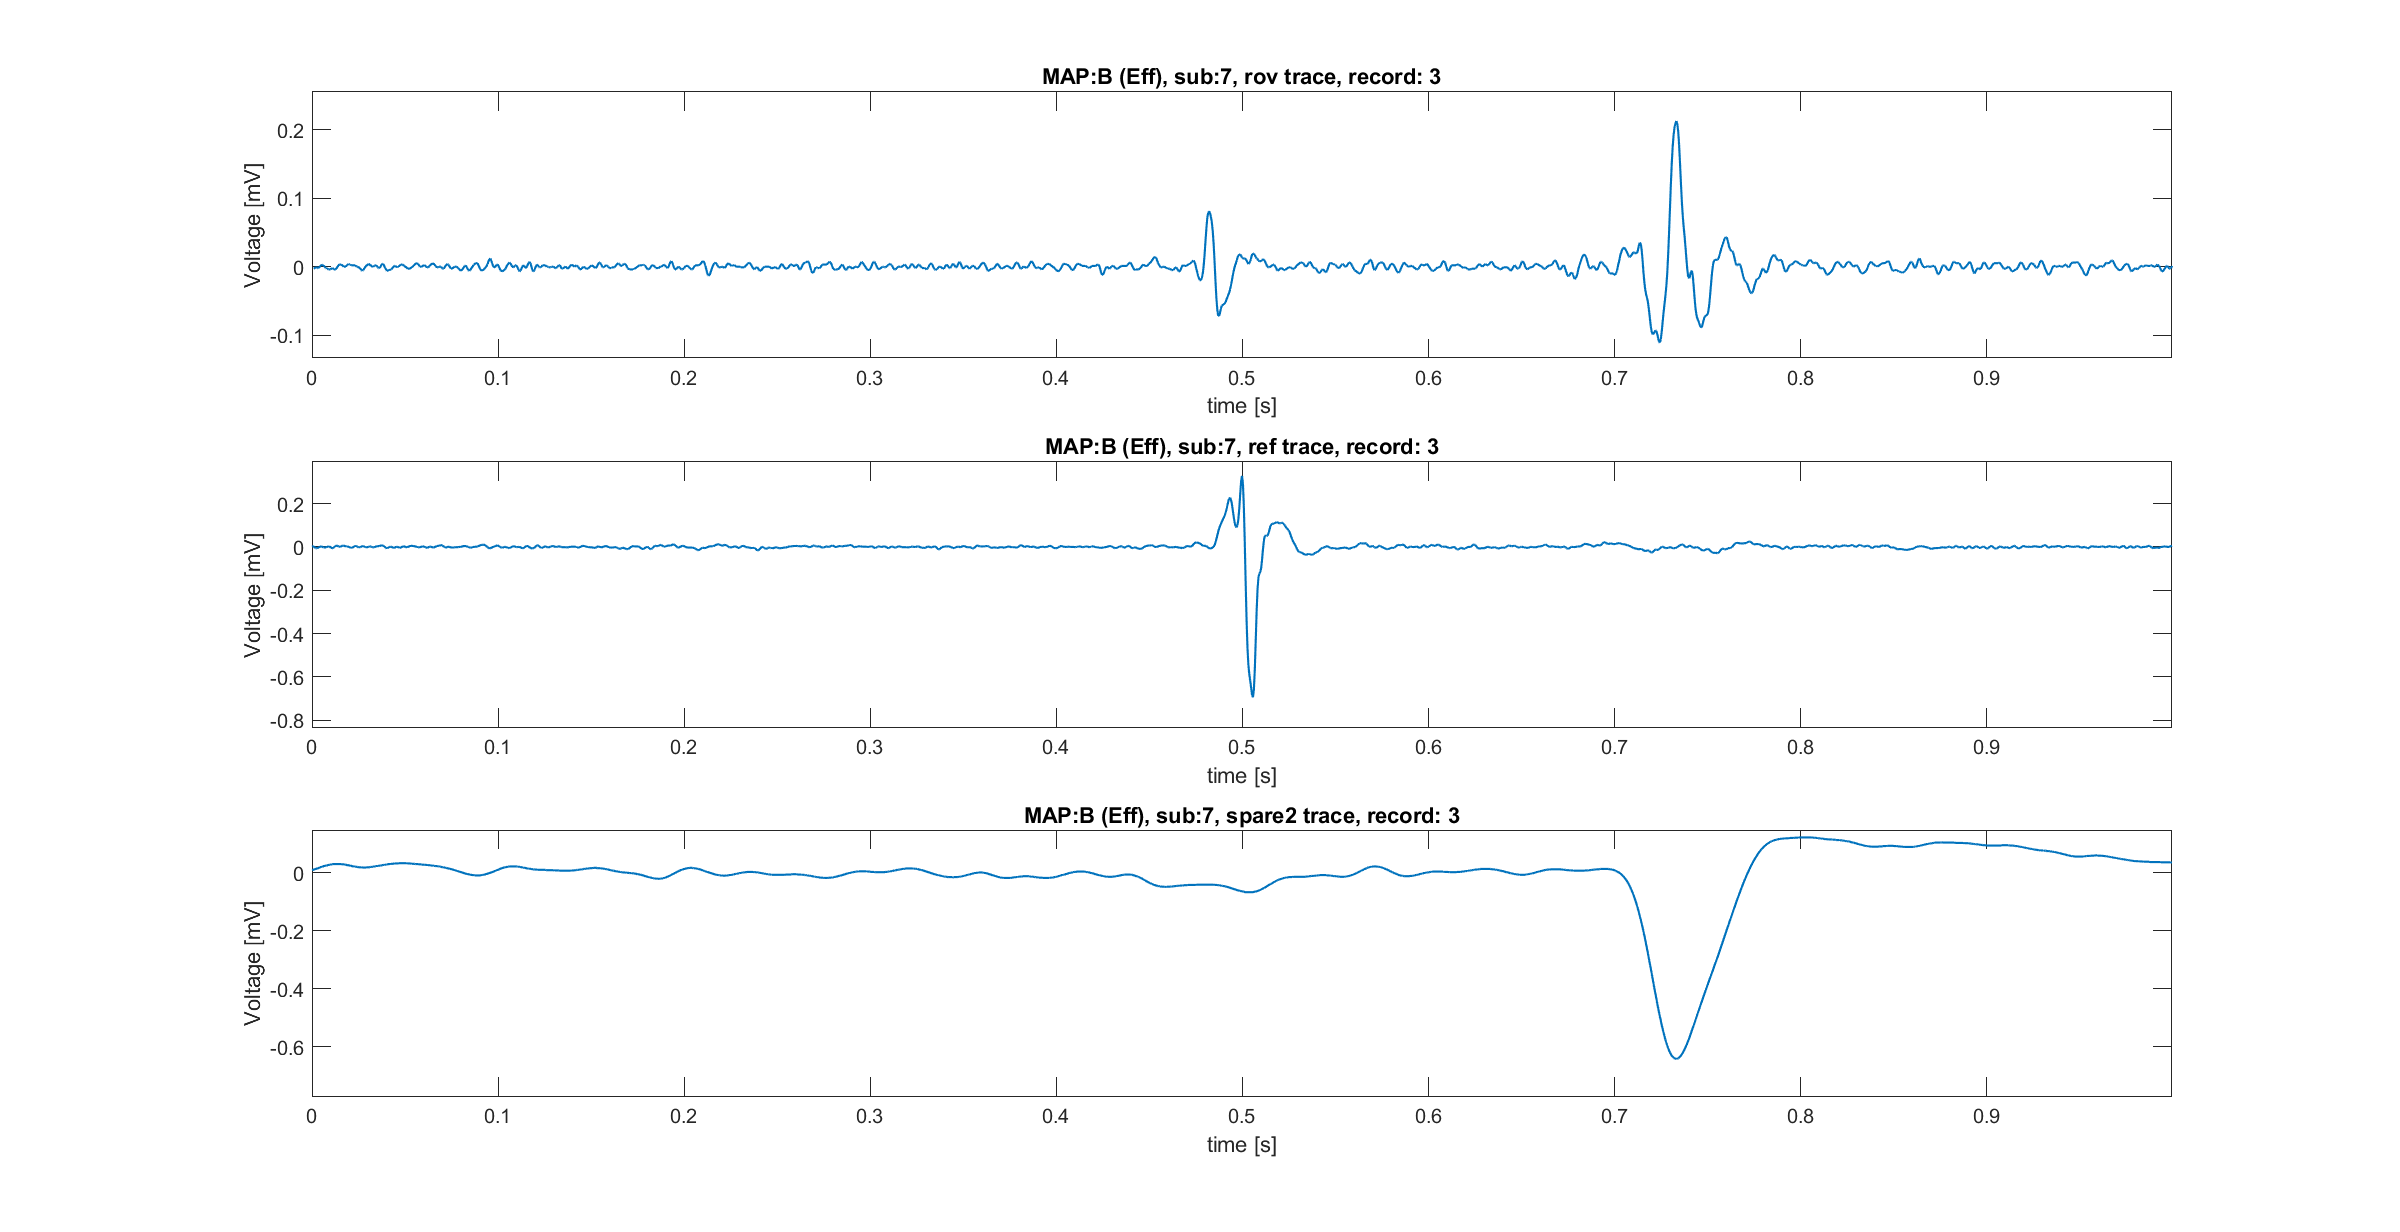 MAP:B (Eff), sub:7, rov trace, record: 3
Voltage [mV]
0.2
0.1
0
-0.1
0 0.1 0.2 0.3 0.4 0.5 0.6 0.7 0.8 0.9
time [s]
MAP:B (Eff), sub:7, ref trace, record: 3
Voltage [mV]
0.2
0
-0.2
-0.4
-0.6
-0.8
0 0.1 0.2 0.3 0.4 0.5 0.6 0.7 0.8 0.9
time [s]
MAP:B (Eff), sub:7, spare2 trace, record: 3
Voltage [mV]
0
-0.2
-0.4
-0.6
0 0.1 0.2 0.3 0.4 0.5 0.6 0.7 0.8 0.9
time [s]